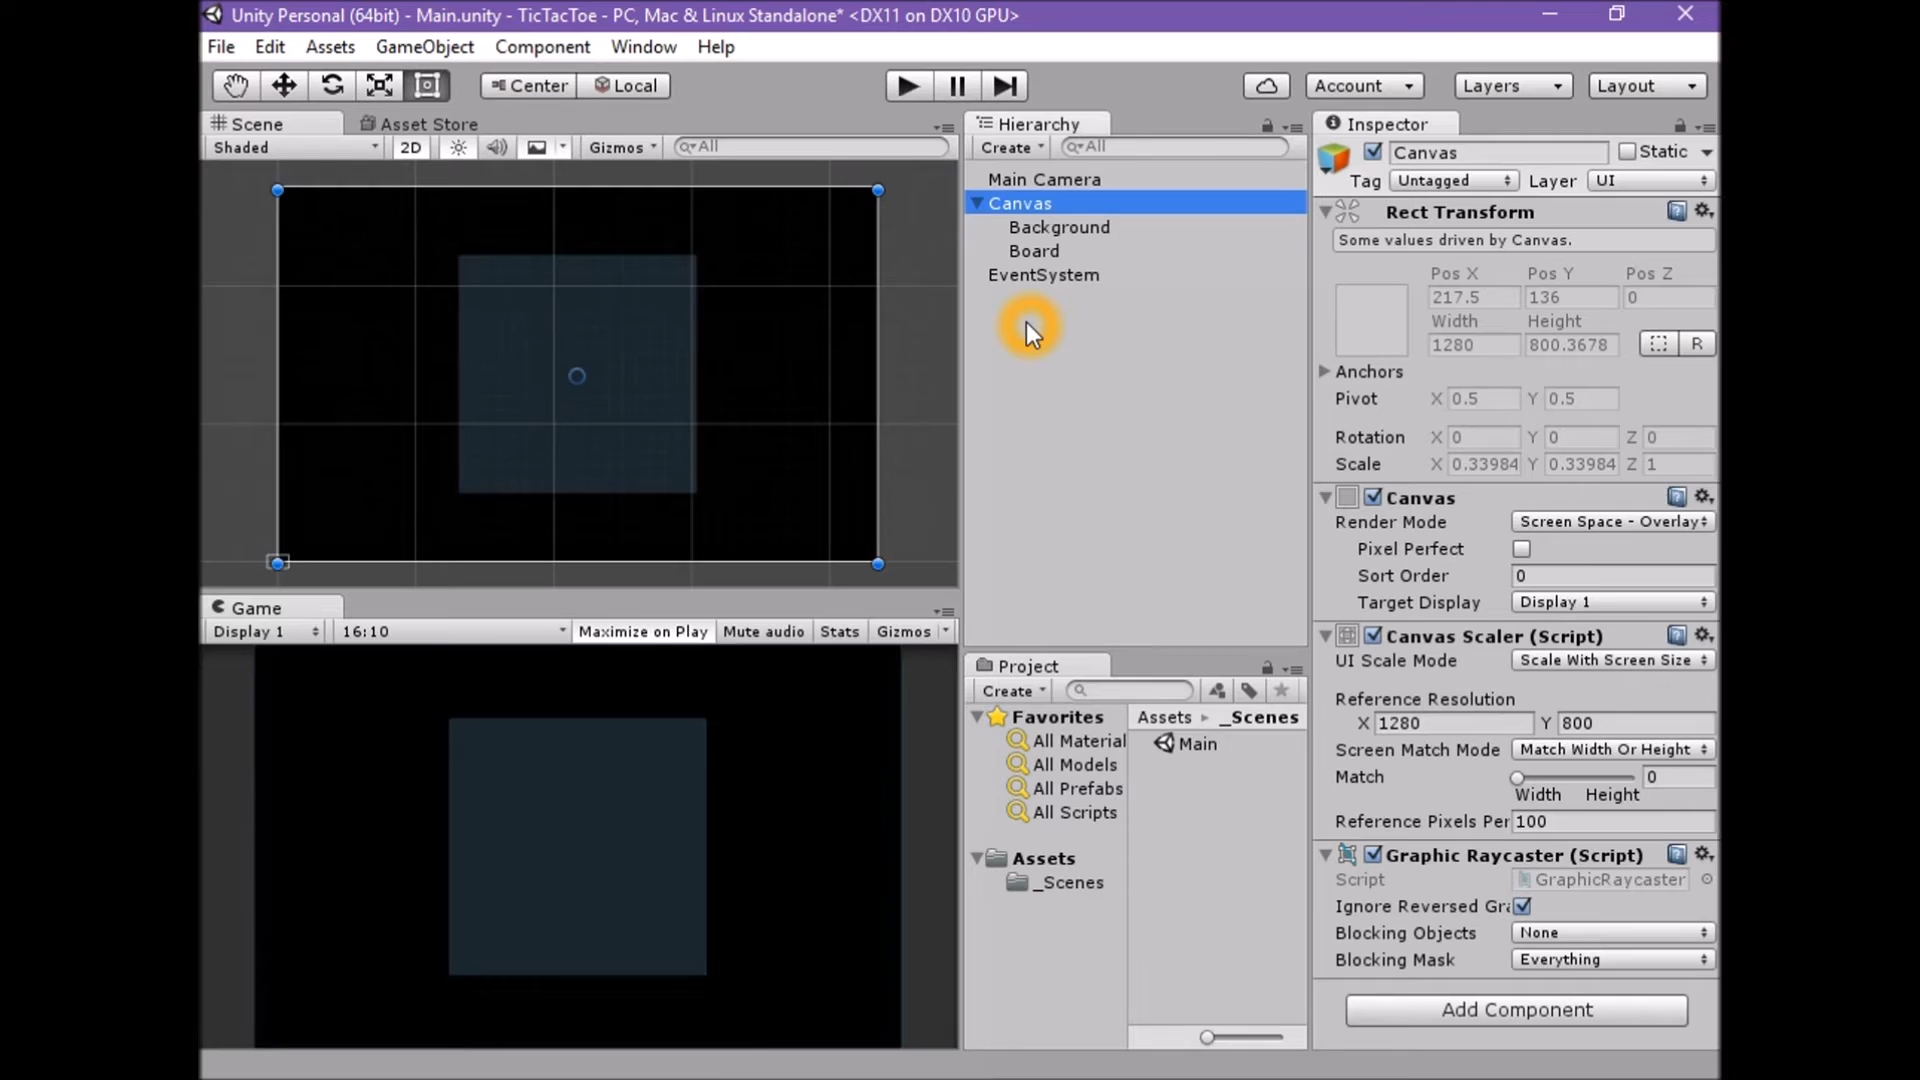 Unity Personal (64bit) - Main.unity - TicTacToe - PC, Mac & Linux Standalone* <DX11 on DX10 GPU>
File Edit Assets GameObject Component Window Help
Center Local Account Layers Layout
Scene Asset Store
Shaded 2D Gizmos All
Game
Display 1 16:10 Maximize on Play Mute audio Stats Gizmos
Hierarchy
Create All
Main Camera
Canvas
Background
Board
EventSystem
Project
Create
Favorites
All Material
All Models
All Prefabs
All Scripts
Assets
_Scenes
Assets _Scenes
Main
Inspector
Canvas Static
Tag Untagged Layer UI
Rect Transform
Some values driven by Canvas.
Pos X Pos Y Pos Z
217.5 136 0
Width Height
1280 800.3678 R
Anchors
Pivot X 0.5 Y 0.5
Rotation X 0 Y 0 Z 0
Scale X 0.33984 Y 0.33984 Z 1
Canvas
Render Mode Screen Space - Overlay
Pixel Perfect
Sort Order 0
Target Display Display 1
Canvas Scaler (Script)
UI Scale Mode Scale With Screen Size
Reference Resolution
X 1280 Y 800
Screen Match Mode Match Width Or Height
Match 0
Width Height
Reference Pixels Per 100
Graphic Raycaster (Script)
Script GraphicRaycaster
Ignore Reversed Gra
Blocking Objects None
Blocking Mask Everything
Add Component